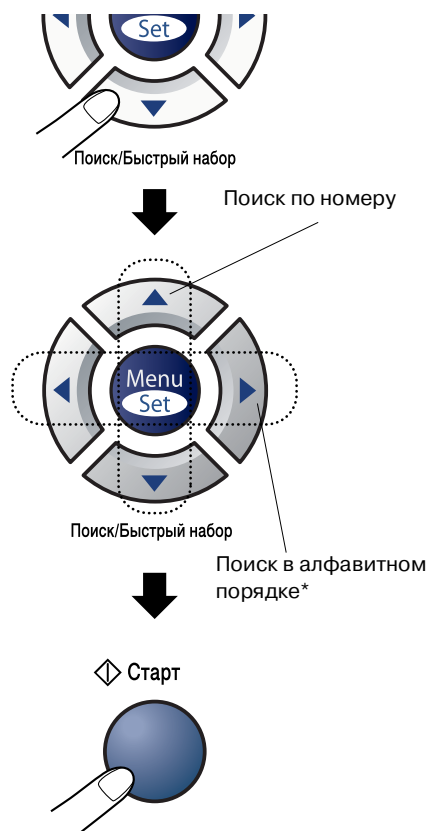 Set
Поиск/Быстрый набор
Поиск по номеру
Menu
Set
Поиск/Быстрый набор
Поиск в алфавитном
порядке*
Старт